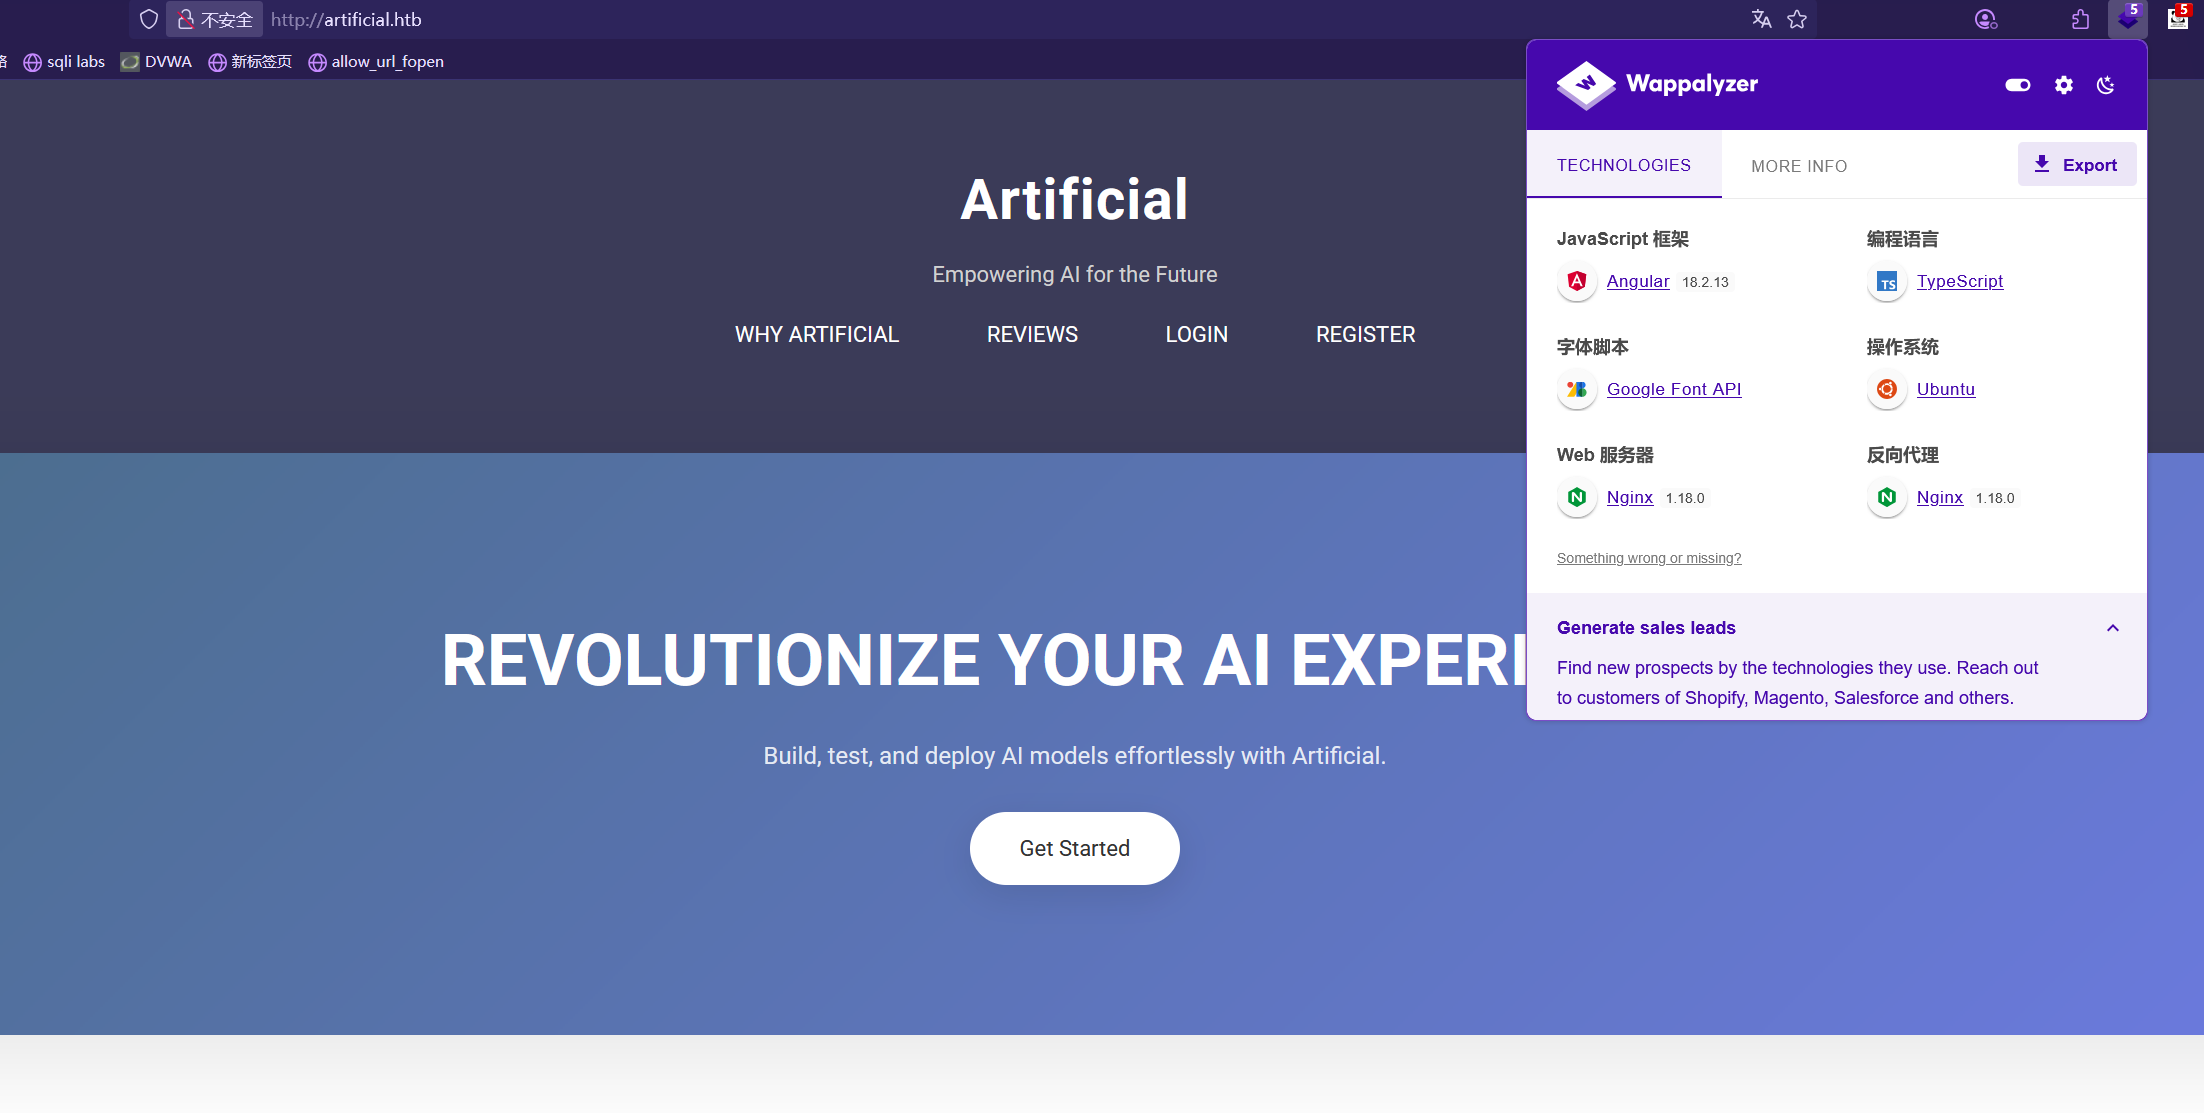 不安全 http://artificial.htb 5 5
络 sqli labs DVWA 新标签页 allow_url_fopen
Wappalyzer
TECHNOLOGIES MORE INFO Export
JavaScript 框架 编程语言
Angular 18.2.13 TypeScript
字体脚本 操作系统
Google Font API Ubuntu
Web 服务器 反向代理
Nginx 1.18.0 Nginx 1.18.0
Something wrong or missing?
Generate sales leads
Find new prospects by the technologies they use. Reach out
to customers of Shopify, Magento, Salesforce and others.
Artificial
Empowering AI for the Future
WHY ARTIFICIAL REVIEWS LOGIN REGISTER
REVOLUTIONIZE YOUR AI EXPERI
Build, test, and deploy AI models effortlessly with Artificial.
Get Started